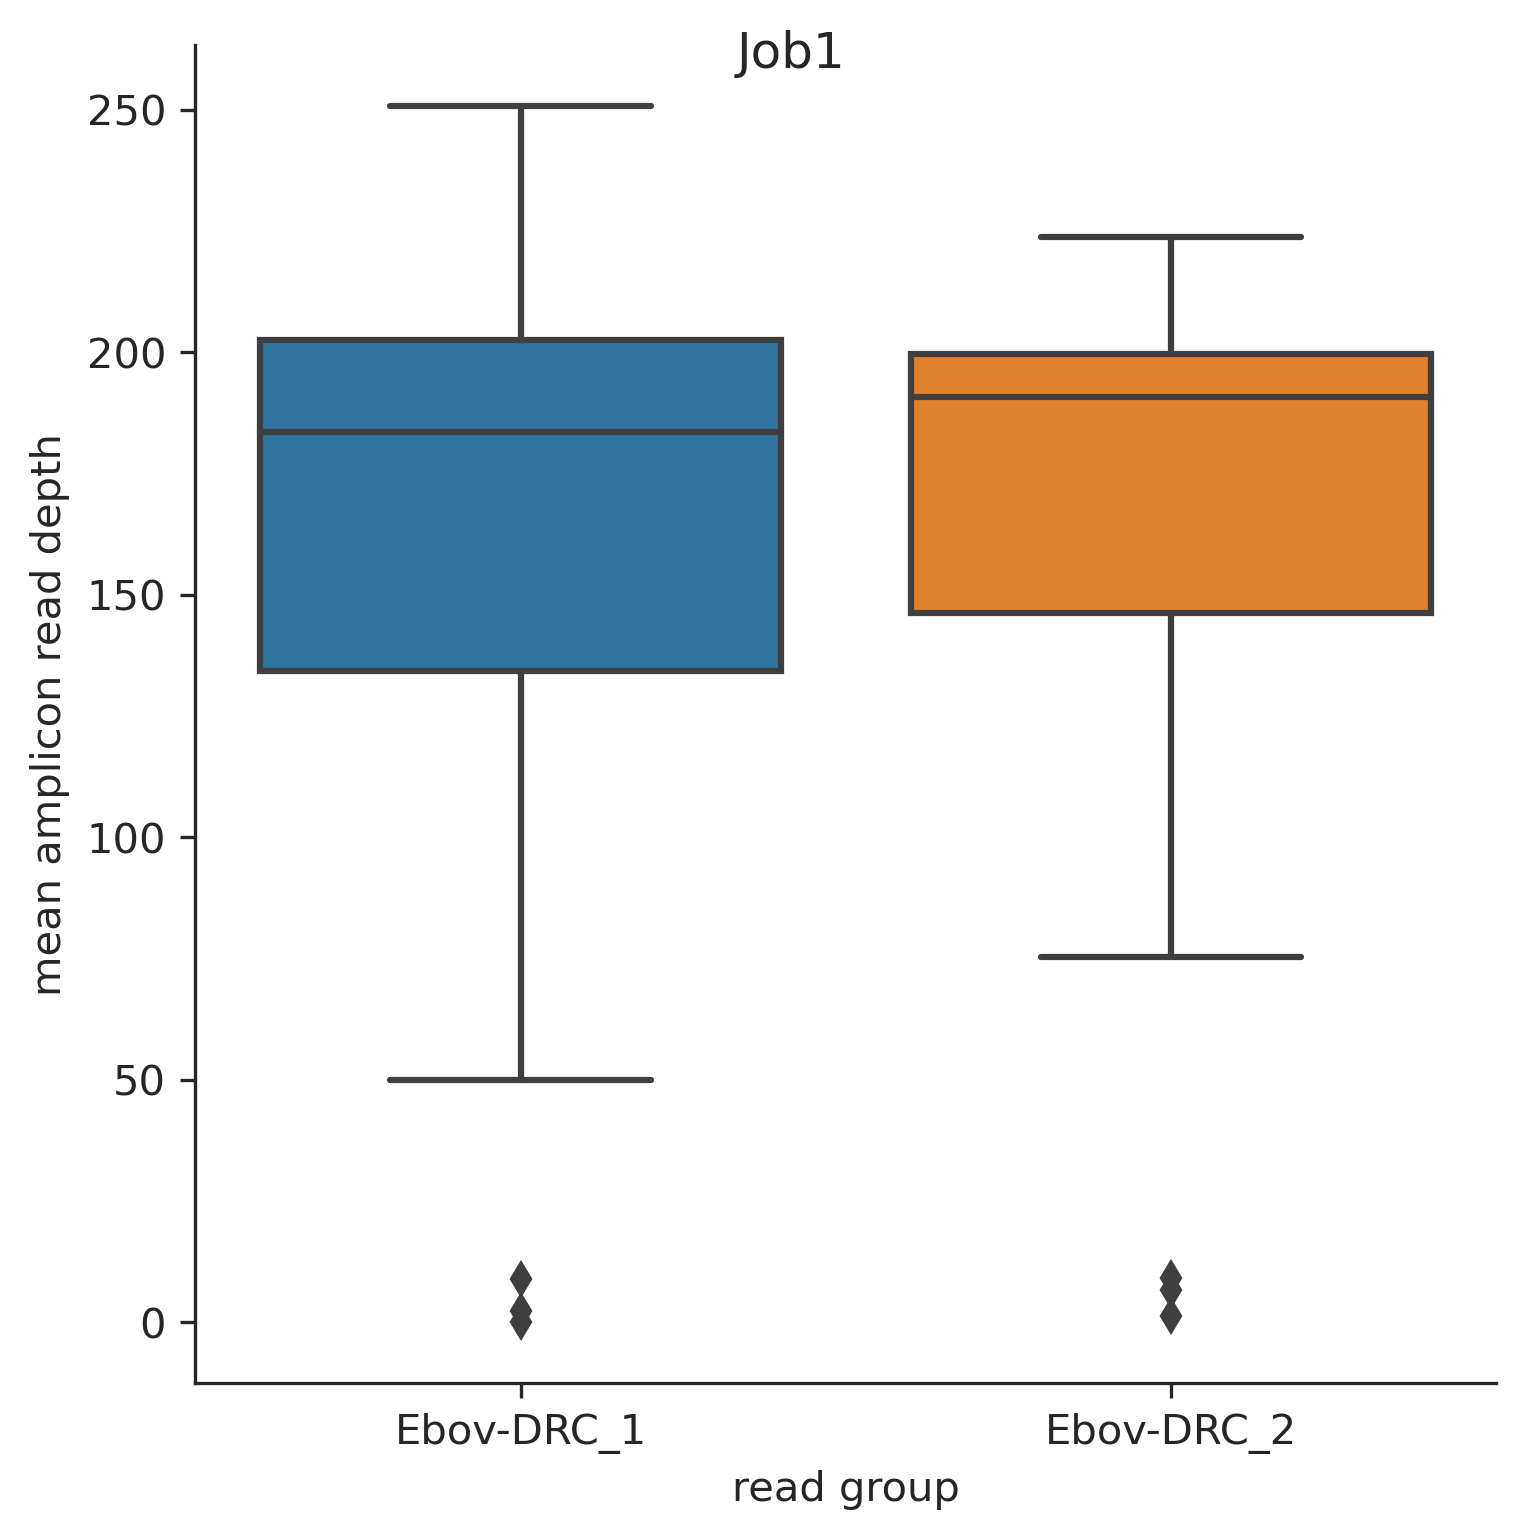 Job1
250
200
150
100
50
0
mean amplicon read depth
Ebov-DRC_1
Ebov-DRC_2
read group